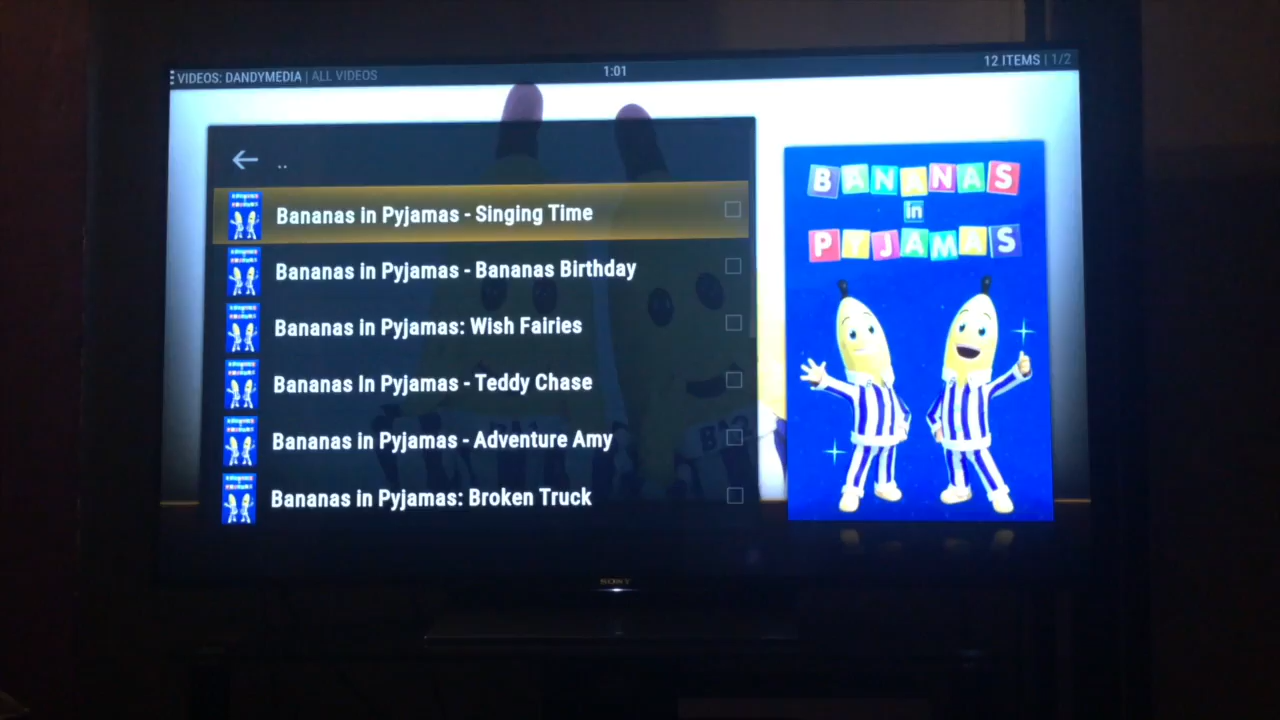 VIDEOS: DANDYMEDIA | ALL VIDEOS
1:01
12 ITEMS | 1/2
..
Bananas in Pyjamas - Singing Time
Bananas in Pyjamas - Bananas Birthday
Bananas in Pyjamas: Wish Fairies
Bananas In Pyjamas - Teddy Chase
Bananas in Pyjamas - Adventure Amy
Bananas in Pyjamas: Broken Truck
BANANAS
in
PYJAMAS
SONY